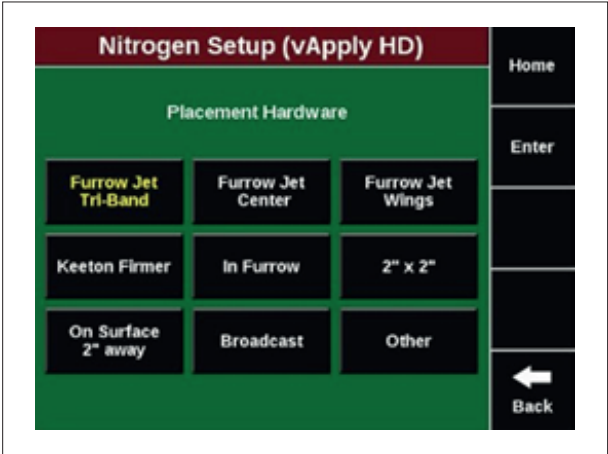 Nitrogen Setup (vApply HD)
Home
Placement Hardware
Enter
Furrow Jet
Tri-Band
Furrow Jet
Center
Furrow Jet
Wings
Keeton Firmer
In Furrow
2" x 2"
On Surface
2" away
Broadcast
Other
Back